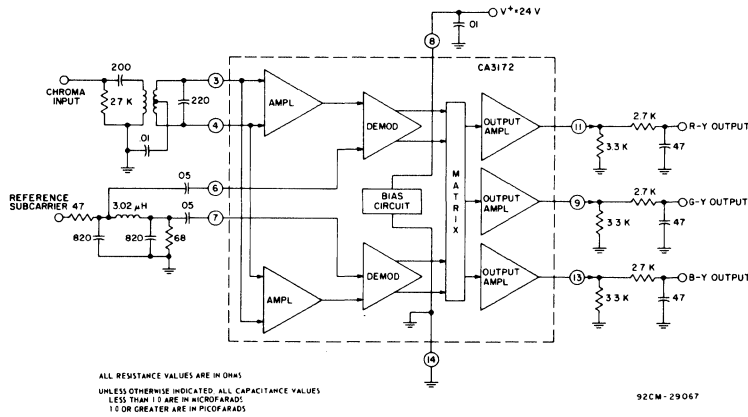 V⁺=24 V
.01
8
CA3172
200
3
CHROMA
INPUT
27 K
220
AMPL
.01
4
DEMOD
OUTPUT
AMPL
11
2.7 K
R-Y OUTPUT
3.3 K
47
REFERENCE
SUBCARRIER
47
3.02 μH
05
6
05
7
820
820
68
BIAS
CIRCUIT
MATRIX
OUTPUT
AMPL
9
2.7 K
G-Y OUTPUT
3.3 K
47
AMPL
DEMOD
OUTPUT
AMPL
13
27 K
B-Y OUTPUT
3.3 K
47
14
ALL RESISTANCE VALUES ARE IN OHMS
UNLESS OTHERWISE INDICATED, ALL CAPACITANCE VALUES
LESS THAN 1 0 ARE IN MICROFARADS
1 0 OR GREATER ARE IN PICOFARADS
92CM-29067